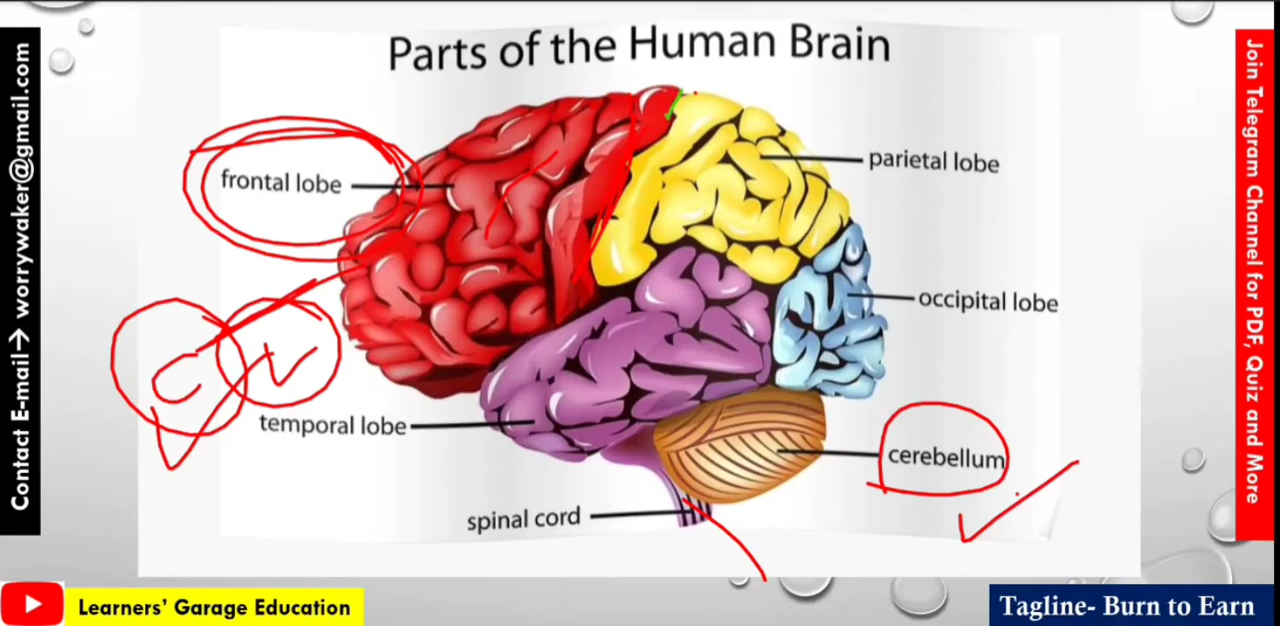 Parts of the Human Brain
frontal lobe
parietal lobe
occipital lobe
temporal lobe
cerebellum
spinal cord
Contact E-mail→ worrywaker@gmail.com
Join Telegram Channel for PDF, Quiz and More
Learners’ Garage Education
Tagline- Burn to Earn